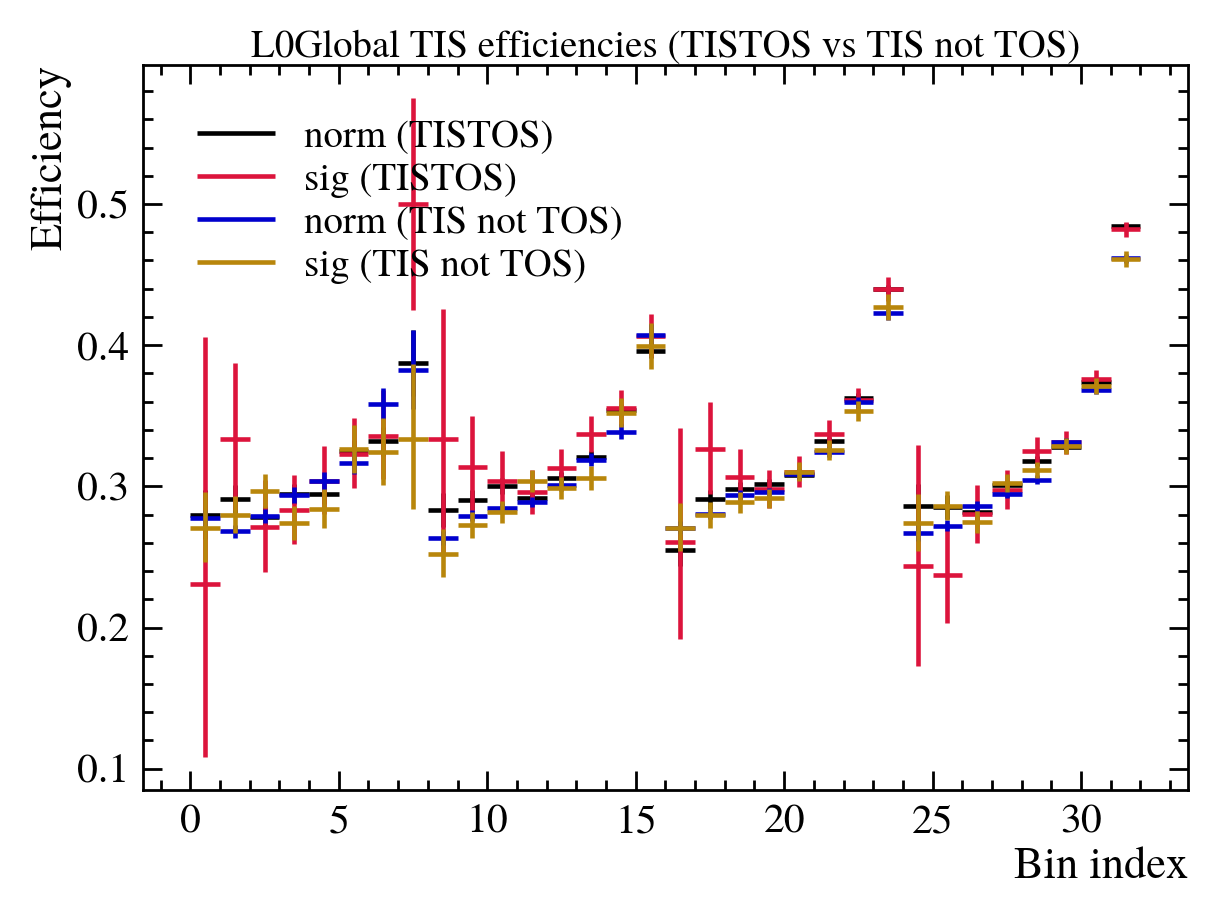 L0Global TIS efficiencies (TISTOS vs TIS not TOS)
Efficiency
norm (TISTOS)
sig (TISTOS)
norm (TIS not TOS)
sig (TIS not TOS)
0.5
0.4
0.3
0.2
0.1
0 5 10 15 20 25 30
Bin index